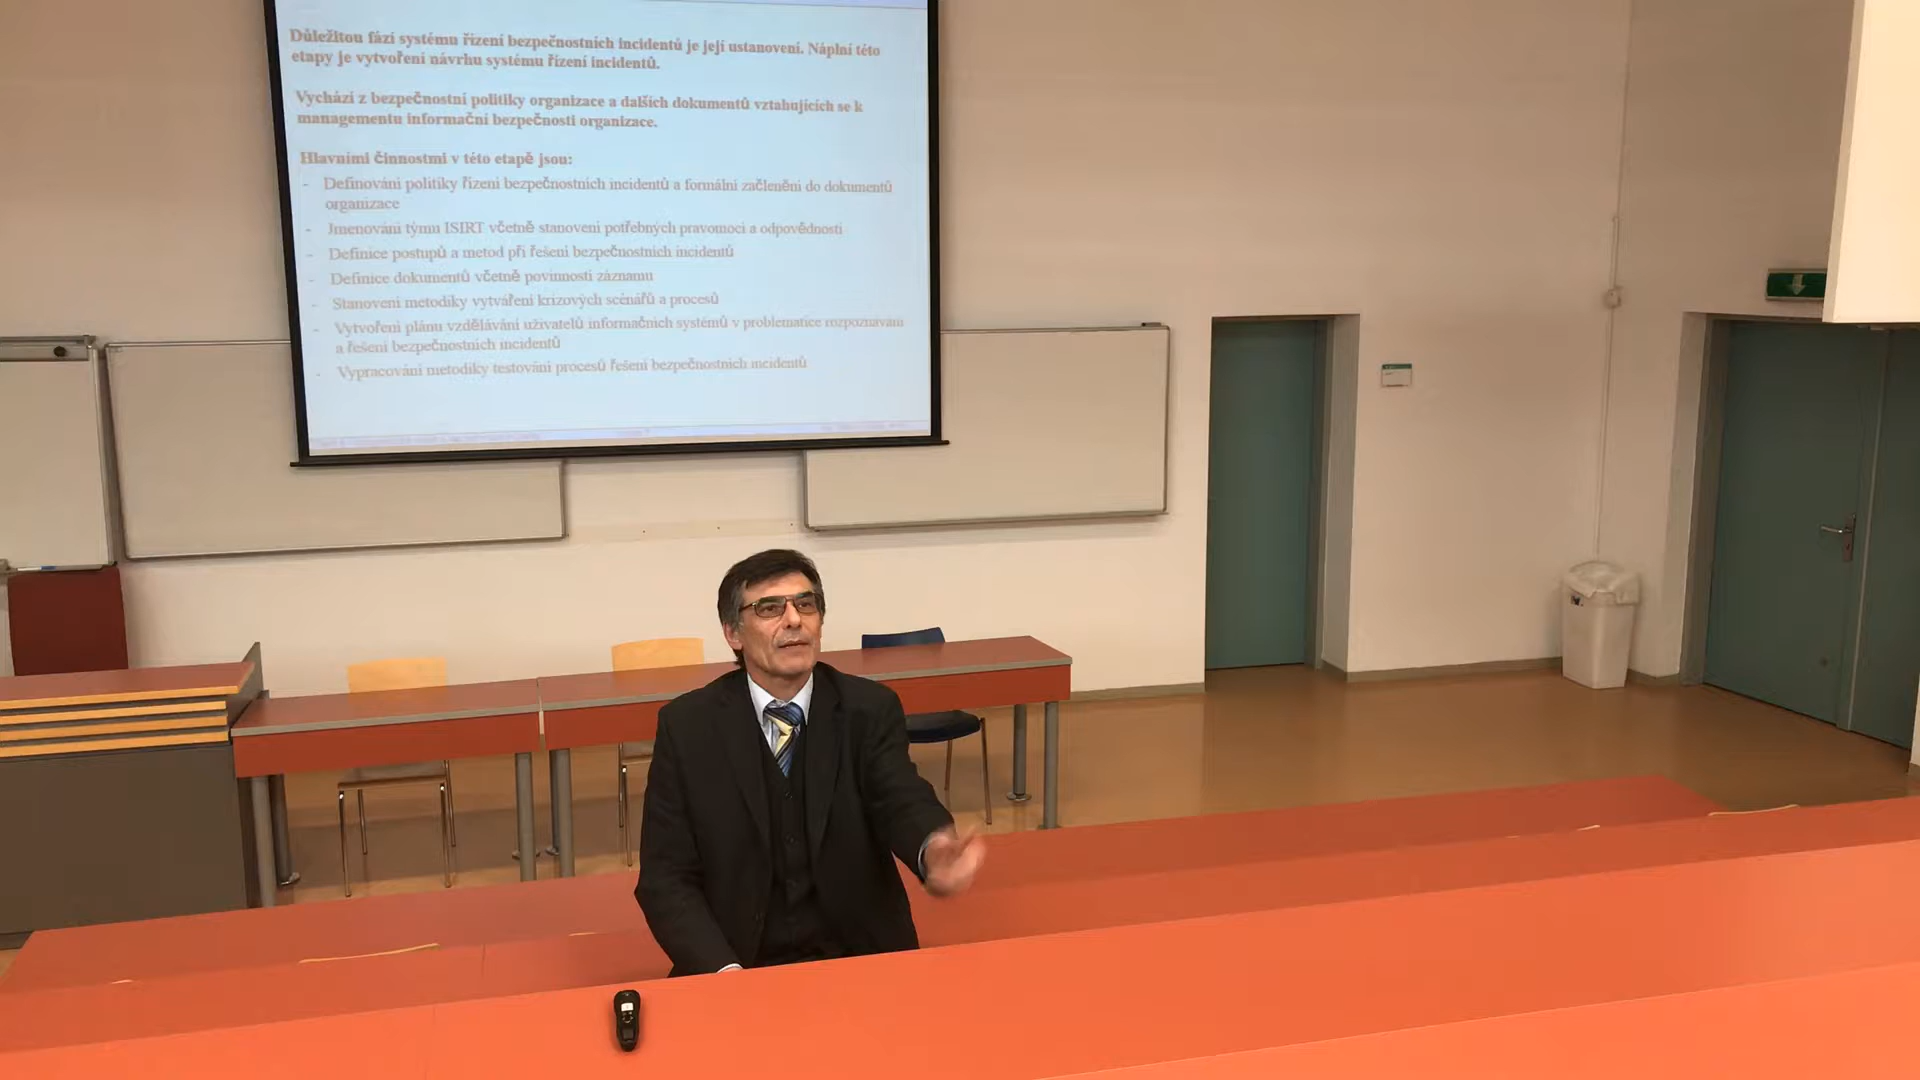 Důležitou fází systému řízení bezpečnostních incidentů je její ustanovení. Náplní této
etapy je vytvoření návrhu systému řízení incidentů.
Vychází z bezpečnostní politiky organizace a dalších dokumentů vztahujících se k
managementu informační bezpečnosti organizace.
Hlavními činnostmi v této etapě jsou:
- Definování politiky řízení bezpečnostních incidentů a formální začlenění do dokumentů
organizace
- Jmenování týmu ISIRT včetně stanovení potřebných pravomocí a odpovědností
- Definice postupů a metod při řešení bezpečnostních incidentů
- Definice dokumentů včetně povinnosti záznamu
- Stanovení metodiky vytváření krizových scénářů a procesů
- Vytvoření plánu vzdělávání uživatelů informačních systémů v problematice rozpoznávání
a řešení bezpečnostních incidentů
- Vypracování metodiky testování procesů řešení bezpečnostních incidentů